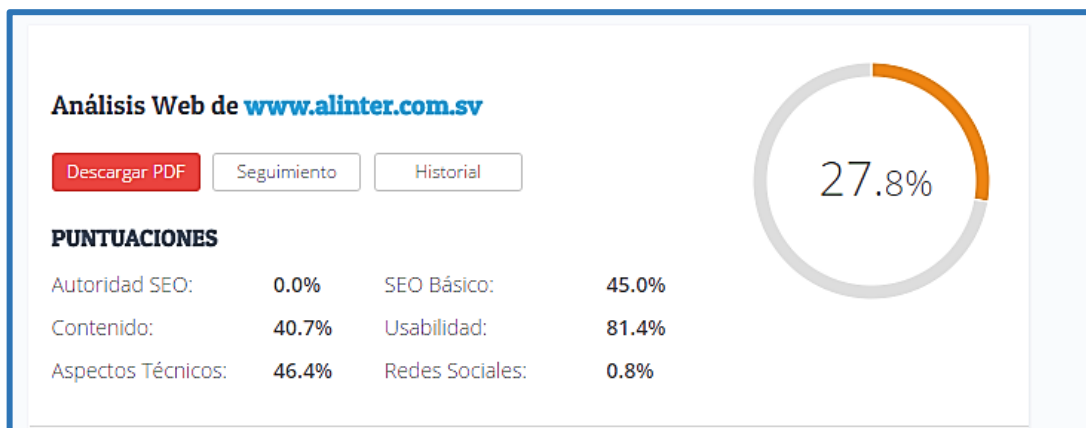 Análisis Web de www.alinter.com.sv
Descargar PDF Seguimiento Historial
27.8%
PUNTUACIONES
Autoridad SEO: 0.0% SEO Básico: 45.0%
Contenido: 40.7% Usabilidad: 81.4%
Aspectos Técnicos: 46.4% Redes Sociales: 0.8%